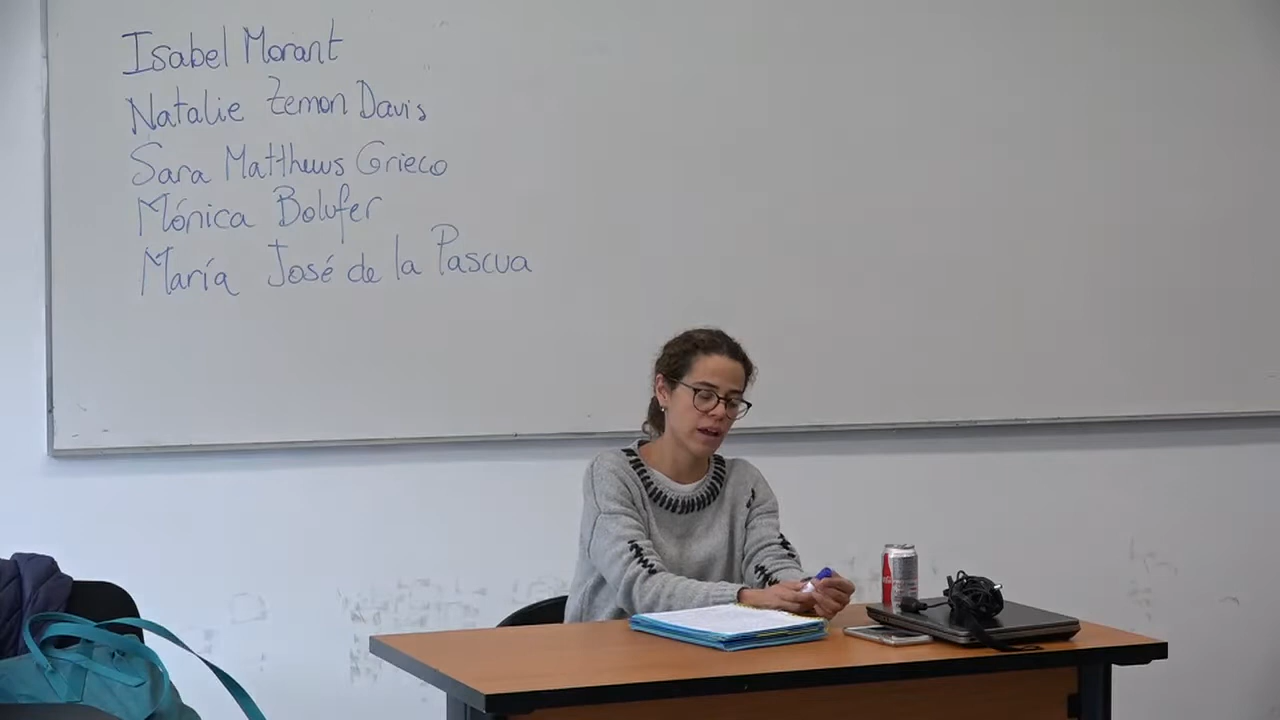 Isabel Morant
Natalie Zemon Davis
Sara Matthews Grieco
Mónica Bolufer
María José de la Pascua